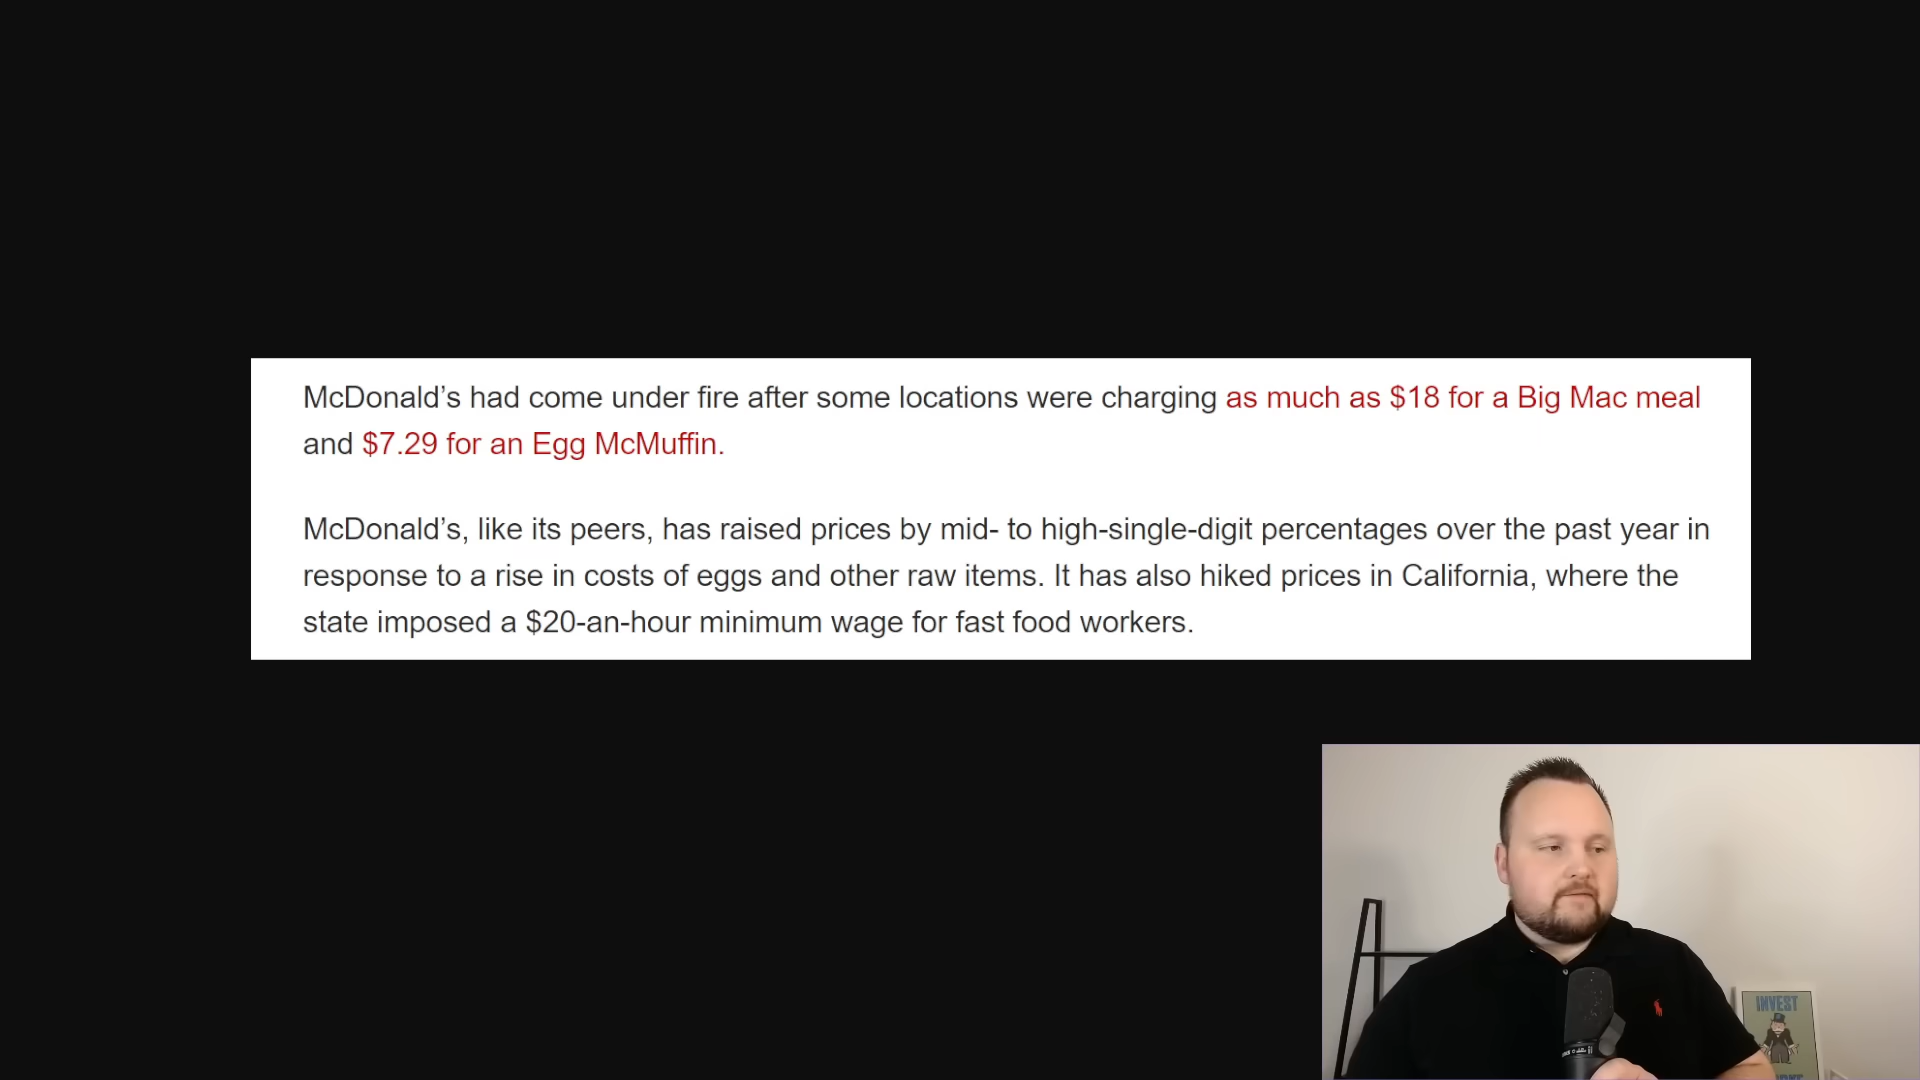 McDonald’s had come under fire after some locations were charging as much as $18 for a Big Mac meal
and $7.29 for an Egg McMuffin.
McDonald’s, like its peers, has raised prices by mid- to high-single-digit percentages over the past year in
response to a rise in costs of eggs and other raw items. It has also hiked prices in California, where the
state imposed a $20-an-hour minimum wage for fast food workers.
INVEST